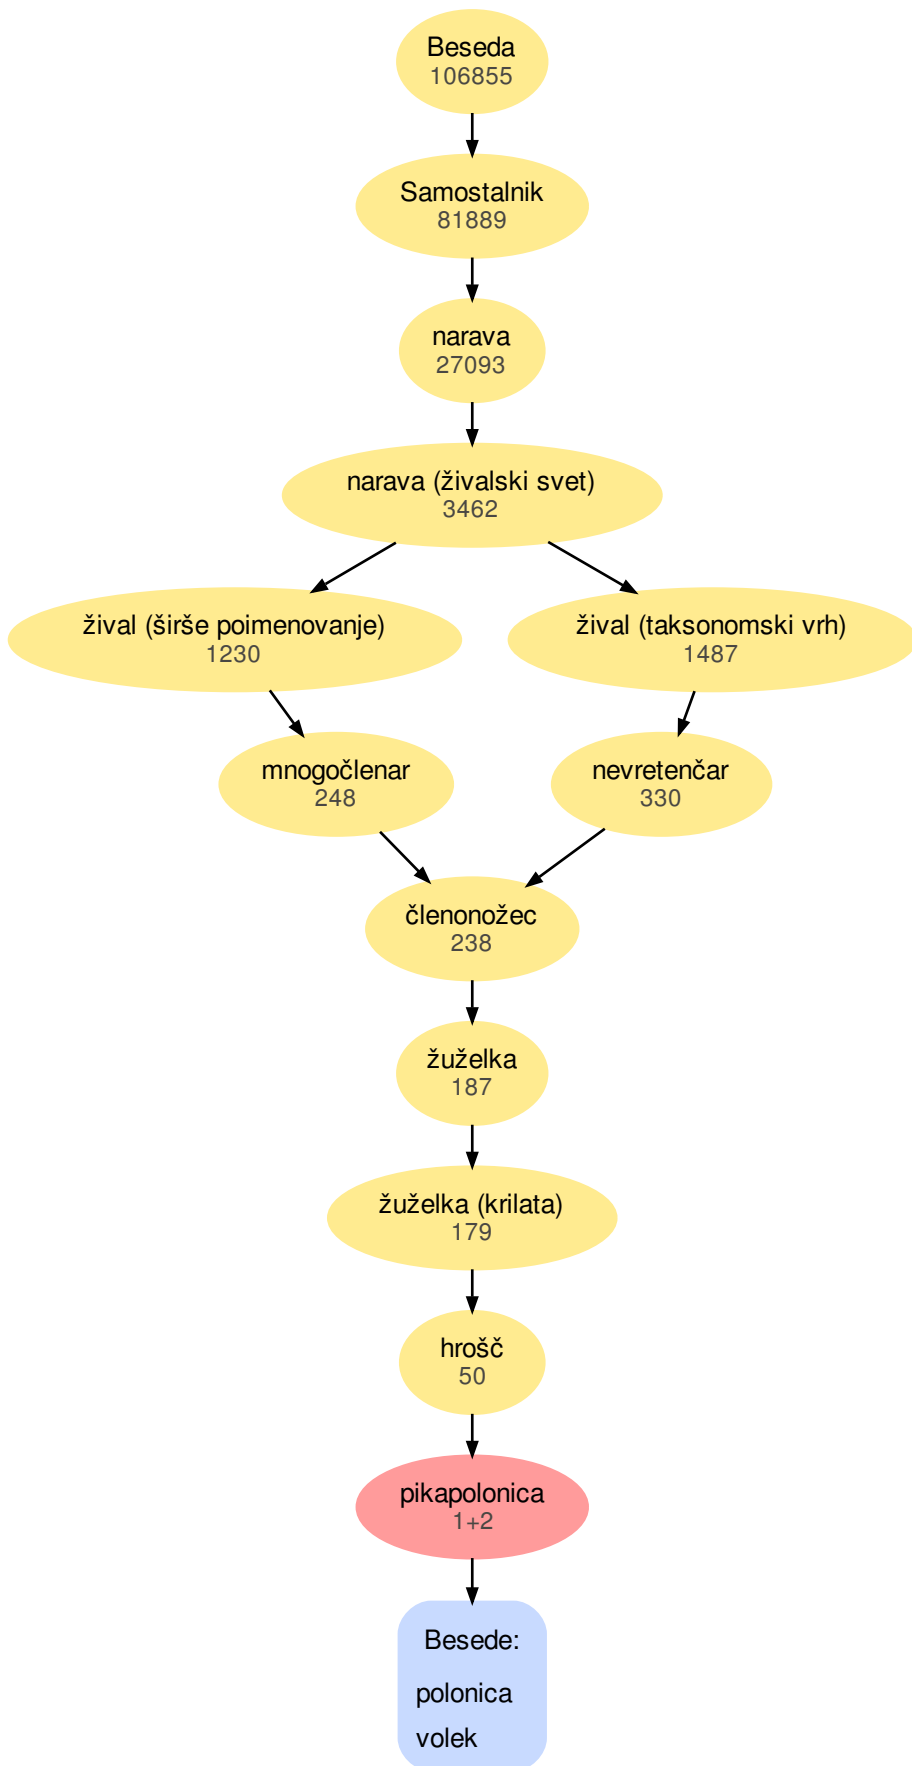 Beseda
106855
Samostalnik
81889
narava
27093
narava (živalski svet)
3462
žival (širše poimenovanje)
1230
žival (taksonomski vrh)
1487
mnogočlenar
248
nevretenčar
330
členonožec
238
žuželka
187
žuželka (krilata)
179
hrošč
50
pikapolonica
1+2
Besede:
polonica
volek